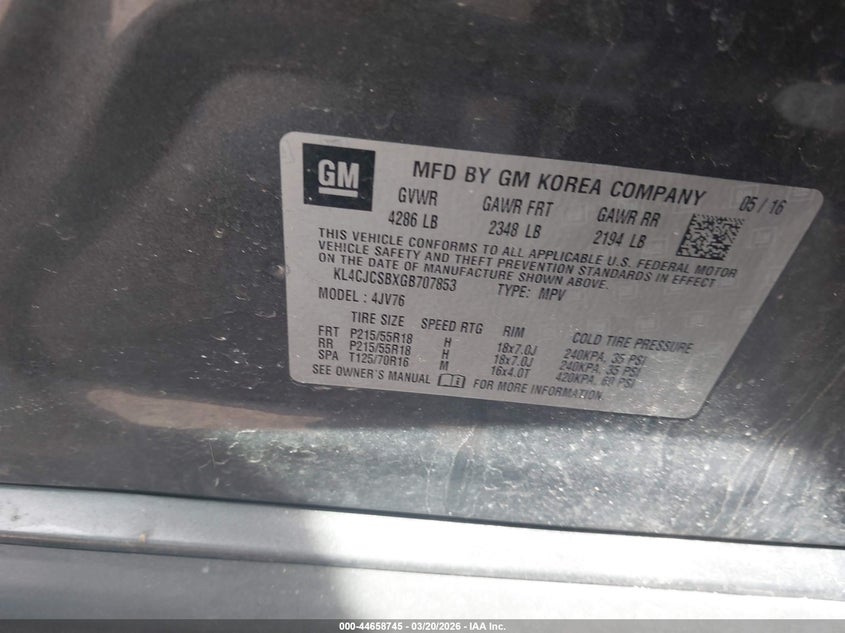 GM
MFD BY GM KOREA COMPANY 05 / 16
GVWR GAWR FRT GAWR RR
4286 LB 2348 LB 2194 LB
THIS VEHICLE CONFORMS TO ALL APPLICABLE U.S. FEDERAL MOTOR
VEHICLE SAFETY AND THEFT PREVENTION STANDARDS IN EFFECT
ON THE DATE OF MANUFACTURE SHOWN ABOVE.
KL4CJCSBXGB707853 TYPE: MPV
MODEL : 4JV76
TIRE SIZE SPEED RTG RIM COLD TIRE PRESSURE
FRT P215/55R18 H 18x7.0J 240KPA, 35 PSI
RR P215/55R18 H 18x7.0J 240KPA, 35 PSI
SPA T125/70R16 M 16x4.0T 420KPA, 60 PSI
SEE OWNER'S MANUAL FOR MORE INFORMATION.
000-44658745 - 03/20/2026 - IAA Inc.